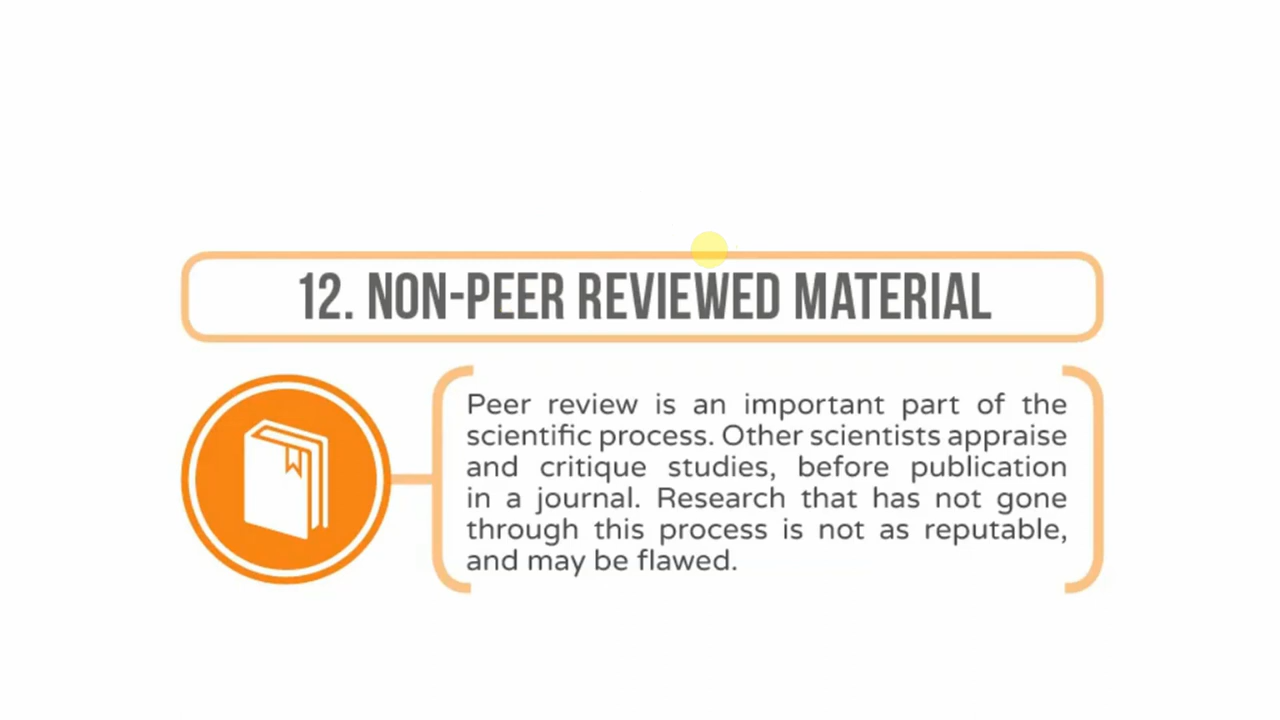 12. NON-PEER REVIEWED MATERIAL
Peer review is an important part of the
scientific process. Other scientists appraise
and critique studies, before publication
in a journal. Research that has not gone
through this process is not as reputable,
and may be flawed.